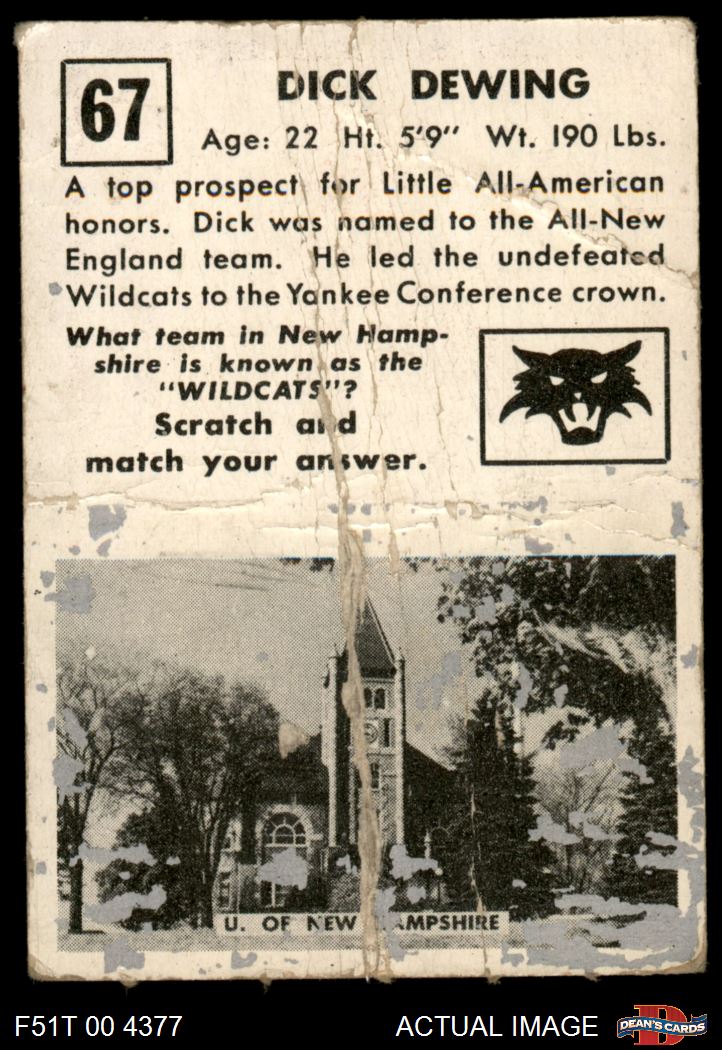 67
DICK DEWING
Age: 22 Ht. 5'9" Wt. 190 Lbs.
A top prospect for Little All-American
honors. Dick was named to the All-New
England team. He led the undefeated
Wildcats to the Yankee Conference crown.
What team in New Hamp-
shire is known as the
"WILDCATS"?
Scratch and
match your answer.
U. OF NEW HAMPSHIRE
F51T 00 4377
ACTUAL IMAGE
D
DEAN'S CARDS